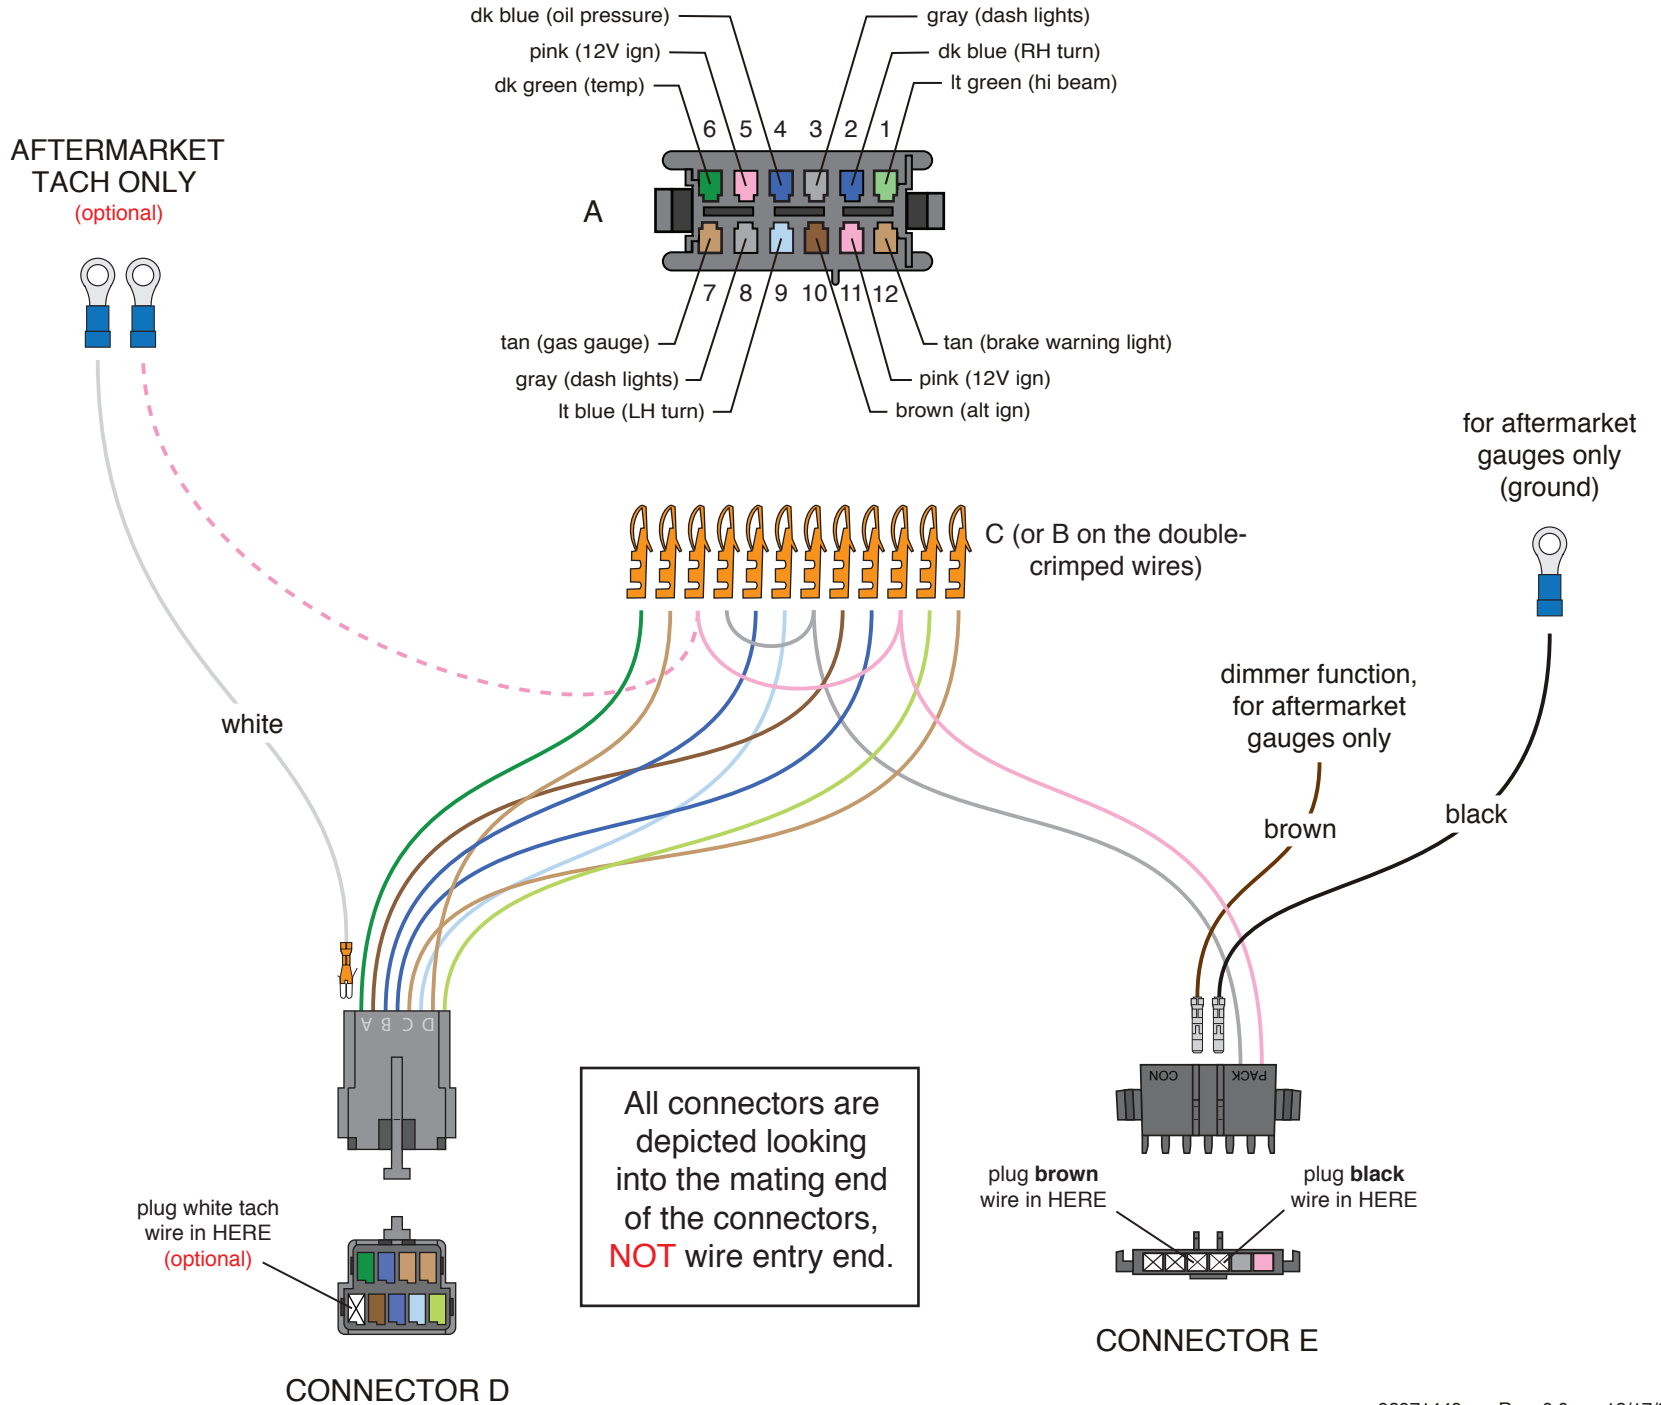 dk blue (oil pressure)
pink (12V ign)
dk green (temp)
gray (dash lights)
dk blue (RH turn)
lt green (hi beam)
6 5 4 3 2 1
A
7 8 9 10 11 12
tan (gas gauge)
gray (dash lights)
lt blue (LH turn)
tan (brake warning light)
pink (12V ign)
brown (alt ign)
AFTERMARKET
TACH ONLY
(optional)
C (or B on the double-
crimped wires)
for aftermarket
gauges only
(ground)
white
dimmer function,
for aftermarket
gauges only
brown
black
A B C D
CON
PACK
All connectors are
depicted looking
into the mating end
of the connectors,
NOT wire entry end.
plug white tach
wire in HERE
(optional)
plug brown
wire in HERE
plug black
wire in HERE
CONNECTOR D
CONNECTOR E